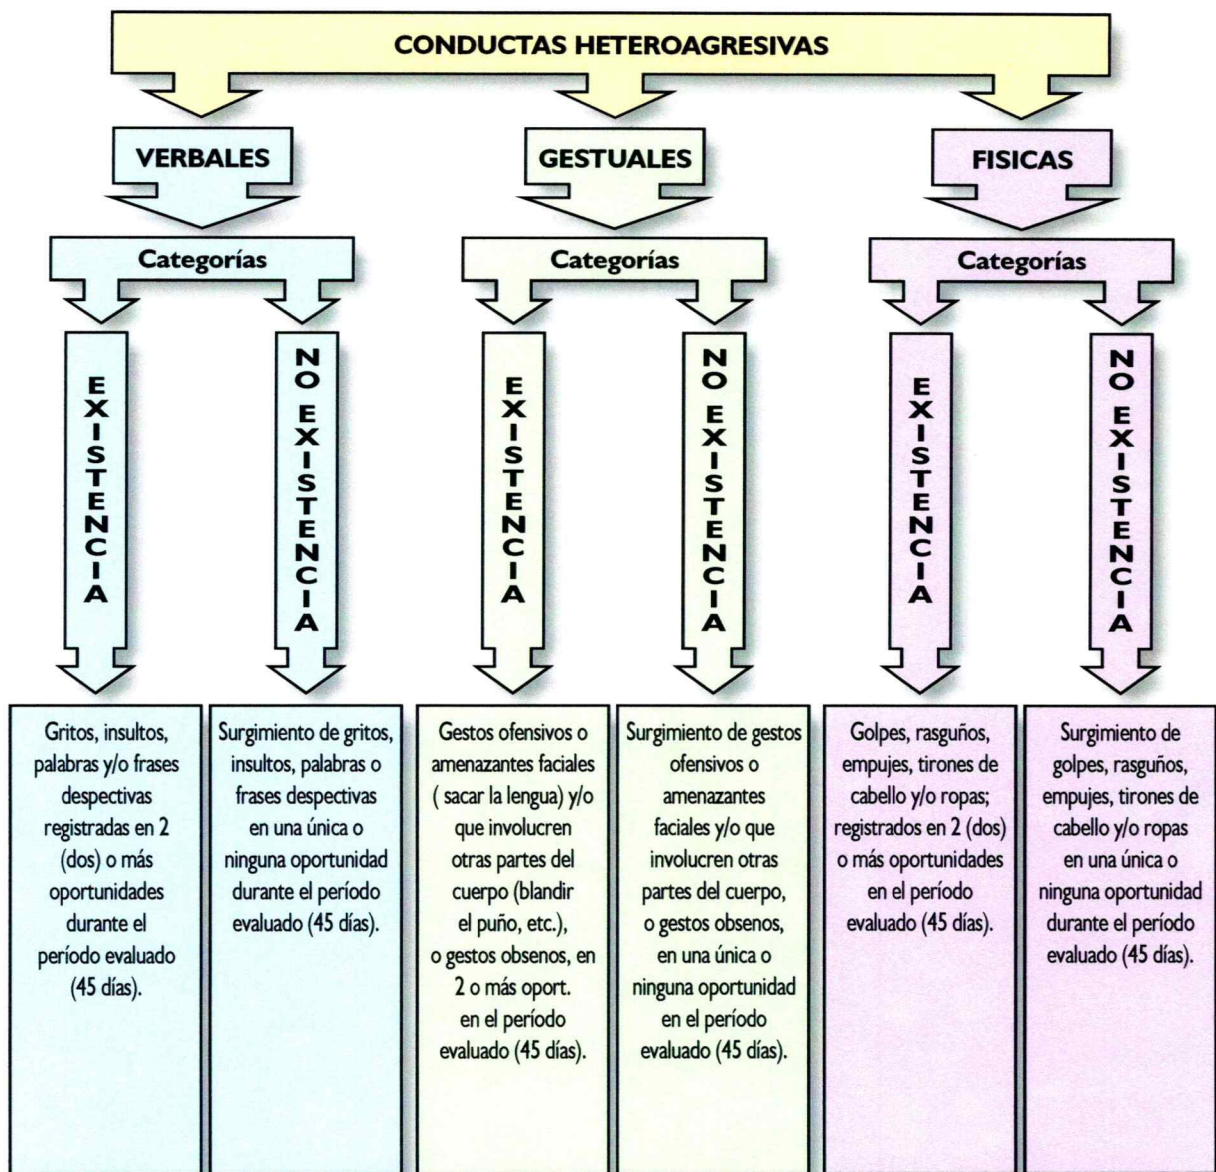 CONDUCTAS HETEROAGRESIVAS
VERBALES
GESTUALES
FISICAS
Categorías
Categorías
Categorías
EXISTENCIA
NO EXISTENCIA
EXISTENCIA
NO EXISTENCIA
EXISTENCIA
NO EXISTENCIA
Gritos, insultos,
palabras y/o frases
despectivas
registradas en 2
(dos) o más
oportunidades
durante el
período evaluado
(45 días).
Surgimiento de gritos,
insultos, palabras o
frases despectivas
en una única o
ninguna oportunidad
durante el período
evaluado (45 días).
Gestos ofensivos o
amenazantes faciales
( sacar la lengua) y/o
que involucren
otras partes del
cuerpo (blandir
el puño, etc.),
o gestos obsenos, en
2 o más oport.
en el período
evaluado (45 días).
Surgimiento de gestos
ofensivos o
amenazantes
faciales y/o que
involucren otras
partes del cuerpo,
o gestos obsenos,
en una única o
ninguna oportunidad
en el período
evaluado (45 días).
Golpes, rasguños,
empujes, tirones de
cabello y/o ropas;
registrados en 2 (dos)
o más oportunidades
en el período
evaluado (45 días).
Surgimiento de
golpes, rasguños,
empujes, tirones de
cabello y/o ropas
en una única o
ninguna oportunidad
durante el período
evaluado (45 días).